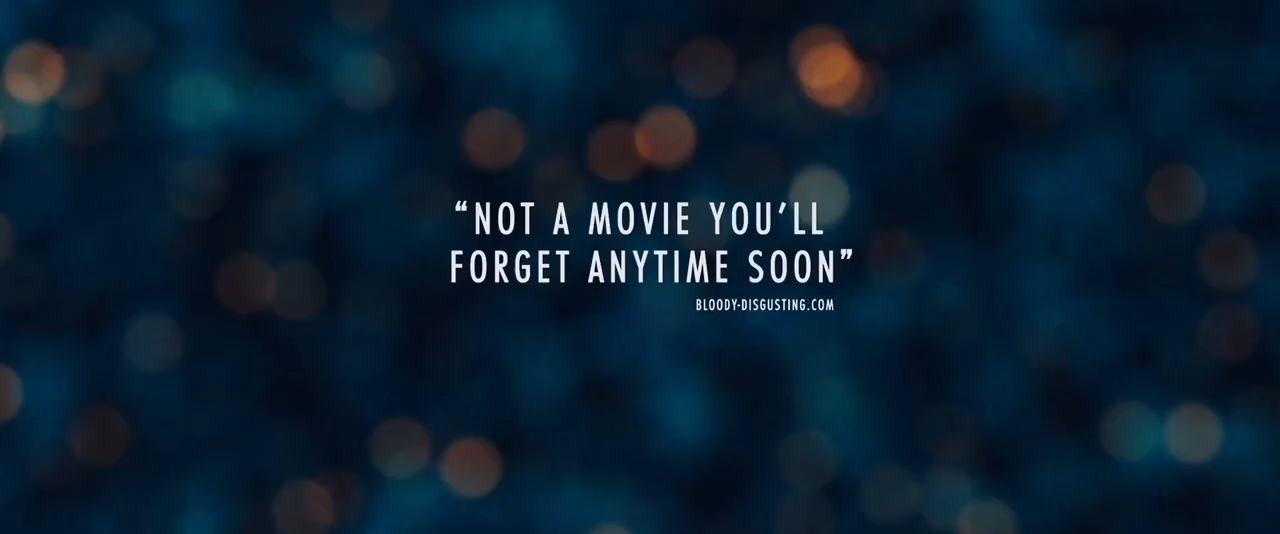 “NOT A MOVIE YOU’LL
FORGET ANYTIME SOON”
BLOODY-DISGUSTING.COM